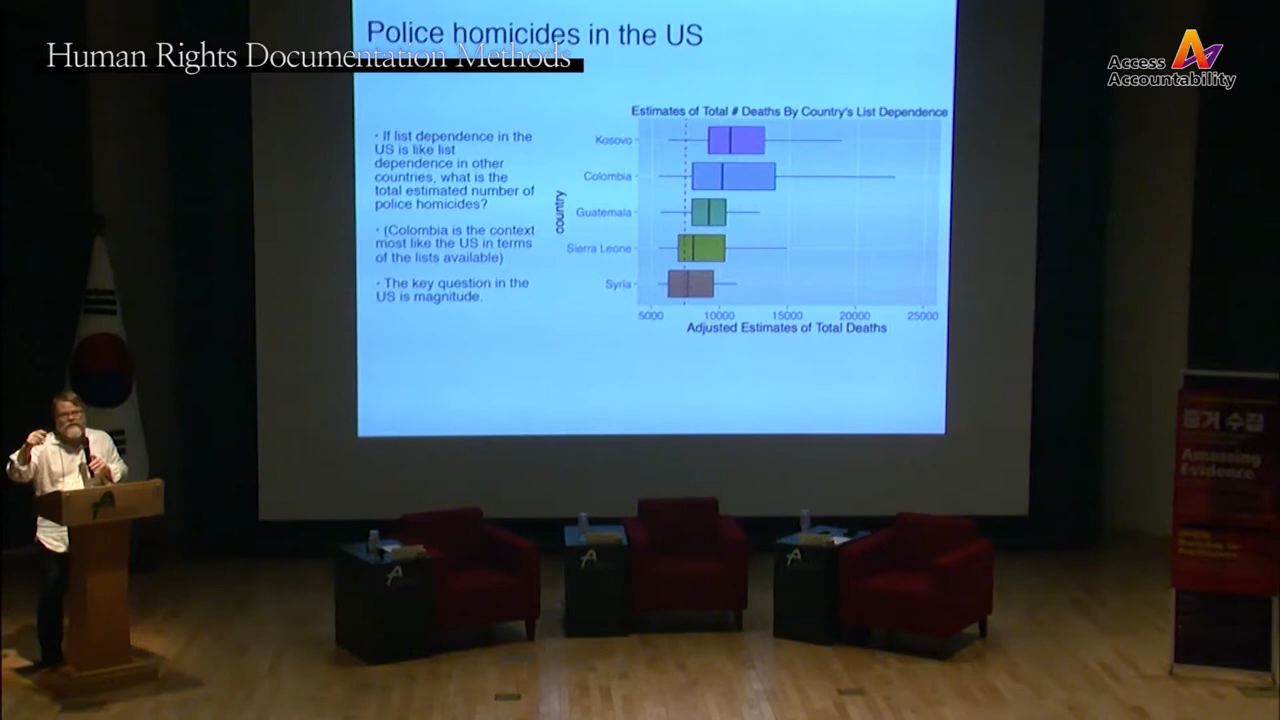 Police homicides in the US
Human Rights Documentation Methods
Access
Accountability
· If list dependence in the
US is like list
dependence in other
countries, what is the
total estimated number of
police homicides?
· (Colombia is the context
most like the US in terms
of the lists available)
· The key question in the
US is magnitude.
Estimates of Total # Deaths By Country's List Dependence
country
Kosovo
Colombia
Guatemala
Sierra Leone
Syria
5000 10000 15000 20000 25000
Adjusted Estimates of Total Deaths
증거 수집
Amassing
Evidence